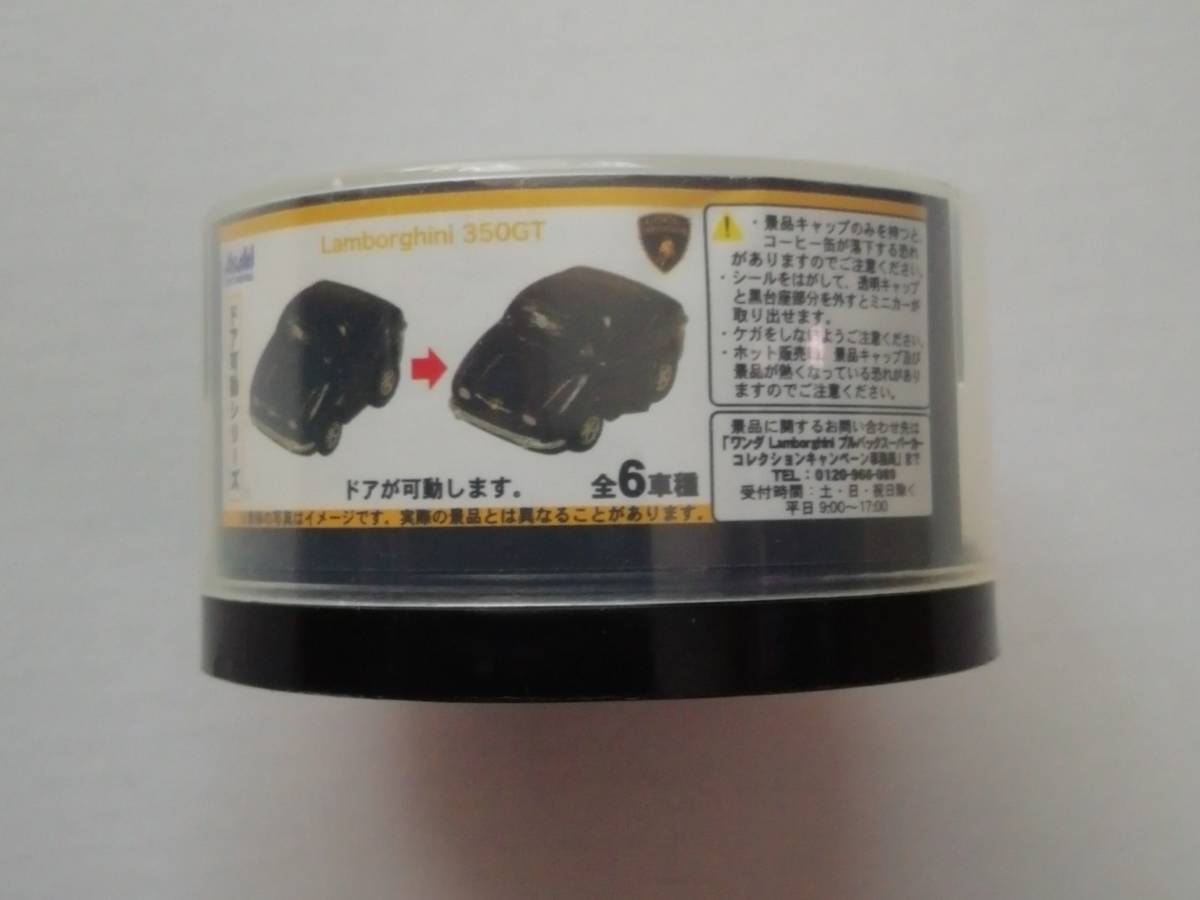 Lamborghini 350GT
Asahi
ドア可動シリーズ
ドアが可動します。
全6車種
の写真はイメージです。実際の景品とは異なることがあります。
・景品キャップのみを持つと、
コーヒー缶が落下する恐れ
がありますのでご注意ください。
・シールをはがして、透明キャップ
と黒台座部分を外すとミニカーが
取り出せます。
・ケガをしないようご注意ください。
・ホット販売 景品キャップ及び
景品が熱くなっている恐れがあり
ますのでご注意ください。
景品に関するお問い合わせ先は
「ワンダ Lamborghini プルバックスーパーカー
コレクションキャンペーン事務局」まで
TEL:0120-966-089
受付時間:土・日・祝日除く
平日 9:00～17:00